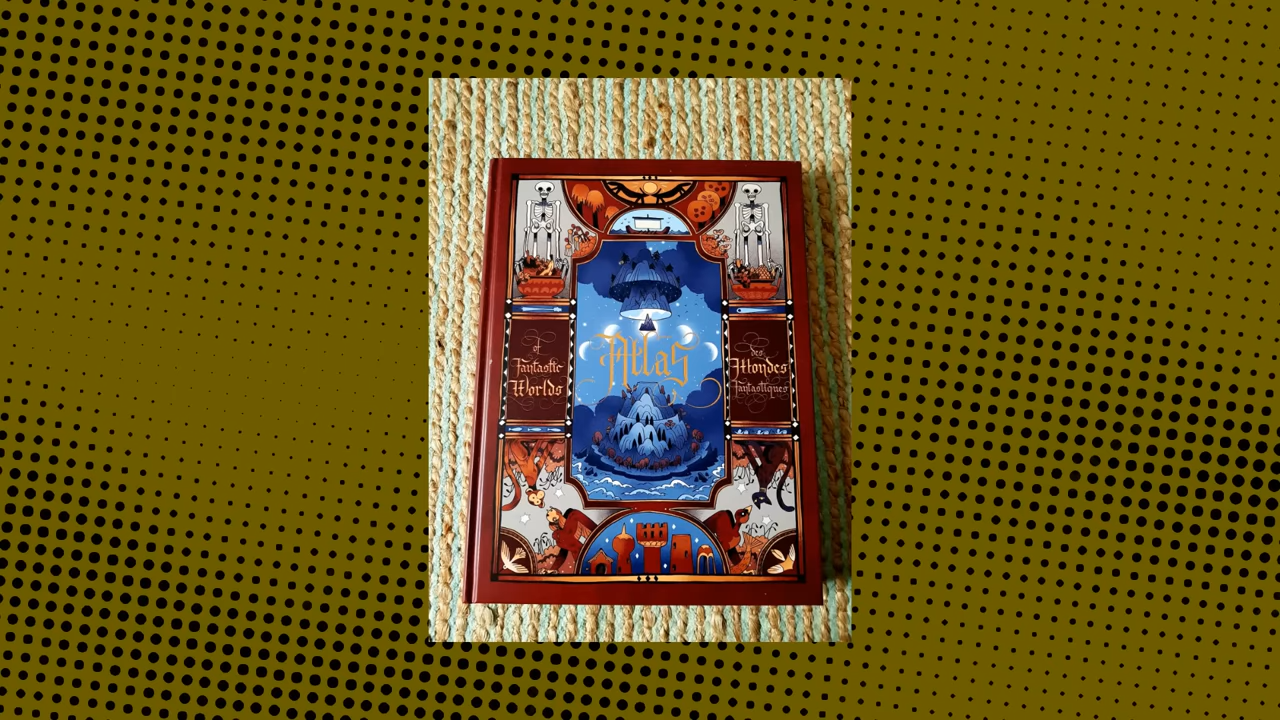 Atlas
of
Fantastic
Worlds
des
Mondes
fantastiques